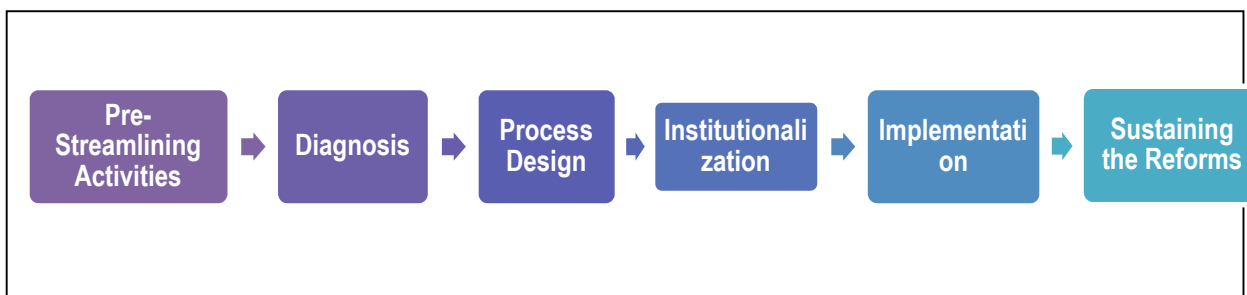 Pre-
Streamlining
Activities
Diagnosis
Process
Design
Institutionali
zation
Implementati
on
Sustaining
the Reforms